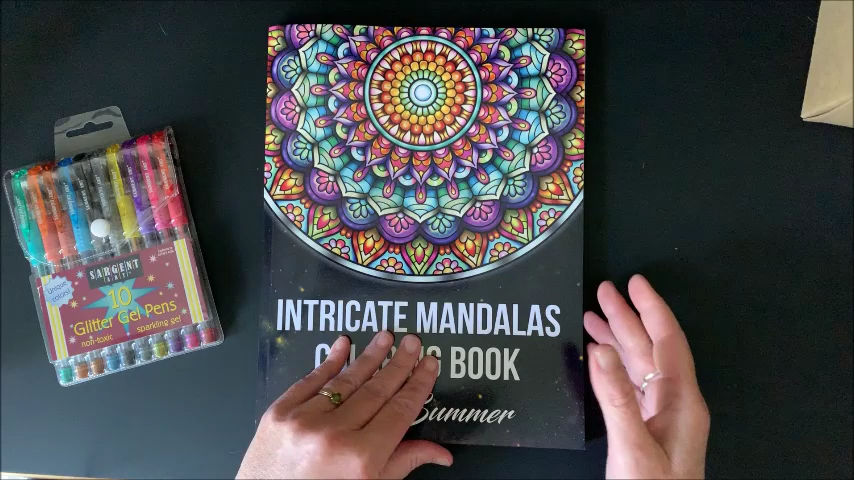 SARGENT
ART
unique
colors!
10
Glitter Gel Pens
non-toxic sparkling gel
INTRICATE MANDALAS
BOOK
Summer